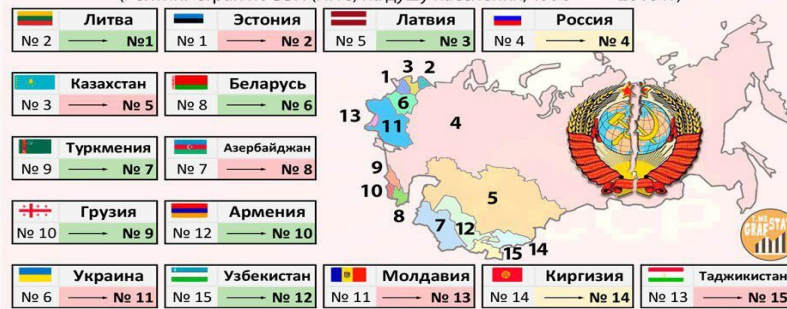 Литва
№ 2 → №1
Эстония
№ 1 → № 2
Латвия
№ 5 → № 3
Россия
№ 4 → № 4
Казахстан
№ 3 → № 5
Беларусь
№ 8 → № 6
Туркмения
№ 9 → № 7
Азербайджан
№ 7 → № 8
Грузия
№ 10 → № 9
Армения
№ 12 → № 10
Украина
№ 6 → № 11
Узбекистан
№ 15 → № 12
Молдавия
№ 11 → № 13
Киргизия
№ 14 → № 14
Таджикистан
№ 13 → № 15
1
3
2
6
13
11
4
9
10
8
5
7
12
15
14
СССР
T.ME
GRAFSTAT